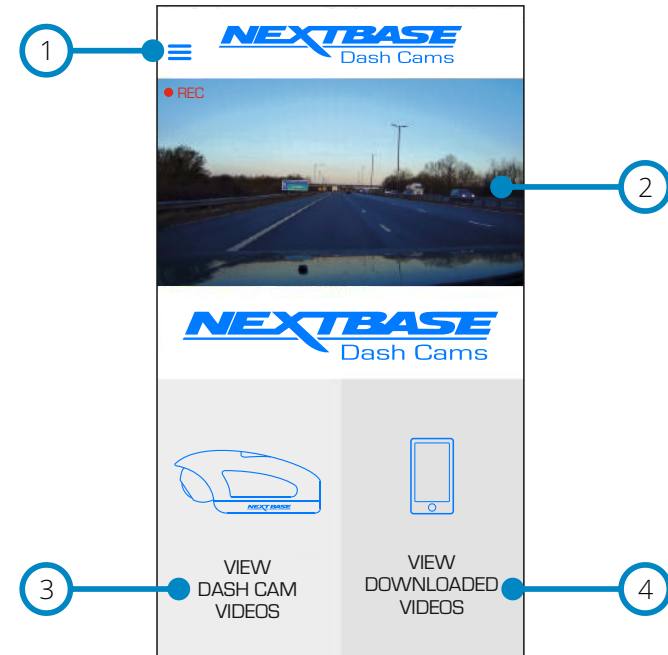 1
NEXTBASE
Dash Cams
REC
2
NEXTBASE
Dash Cams
NEXTBASE
VIEW
DASH CAM
VIDEOS
VIEW
DOWNLOADED
VIDEOS
3
4